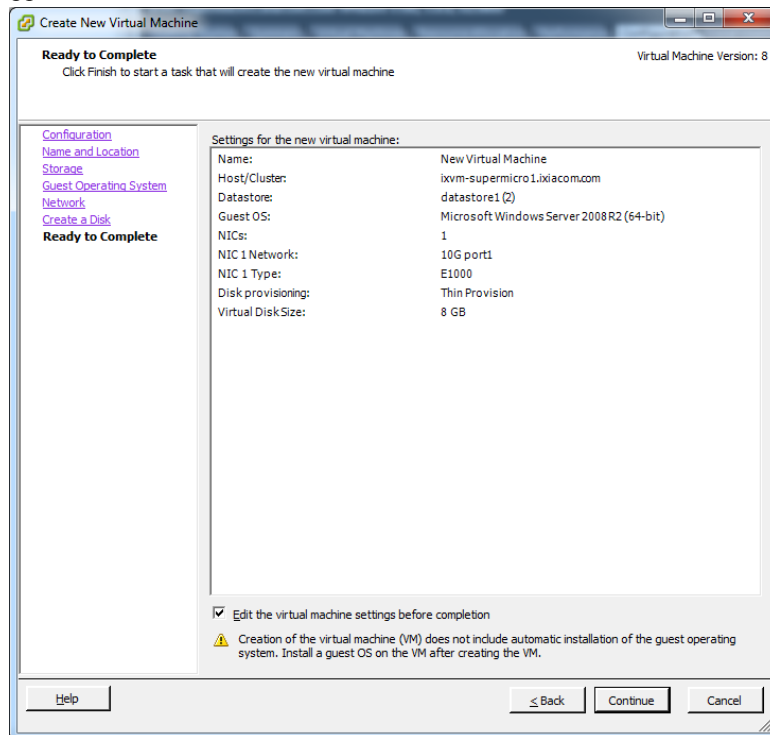 Create New Virtual Machine
Ready to Complete
Virtual Machine Version: 8
Click Finish to start a task that will create the new virtual machine
Configuration
Name and Location
Storage
Guest Operating System
Network
Create a Disk
Ready to Complete
Settings for the new virtual machine:
Name: New Virtual Machine
Host/Cluster: ixvm-supermicro1.ixiacom.com
Datastore: datastore1 (2)
Guest OS: Microsoft Windows Server 2008 R2 (64-bit)
NICs: 1
NIC 1 Network: 10G port1
NIC 1 Type: E1000
Disk provisioning: Thin Provision
Virtual Disk Size: 8 GB
Edit the virtual machine settings before completion
Creation of the virtual machine (VM) does not include automatic installation of the guest operating
system. Install a guest OS on the VM after creating the VM.
Help
< Back Continue Cancel